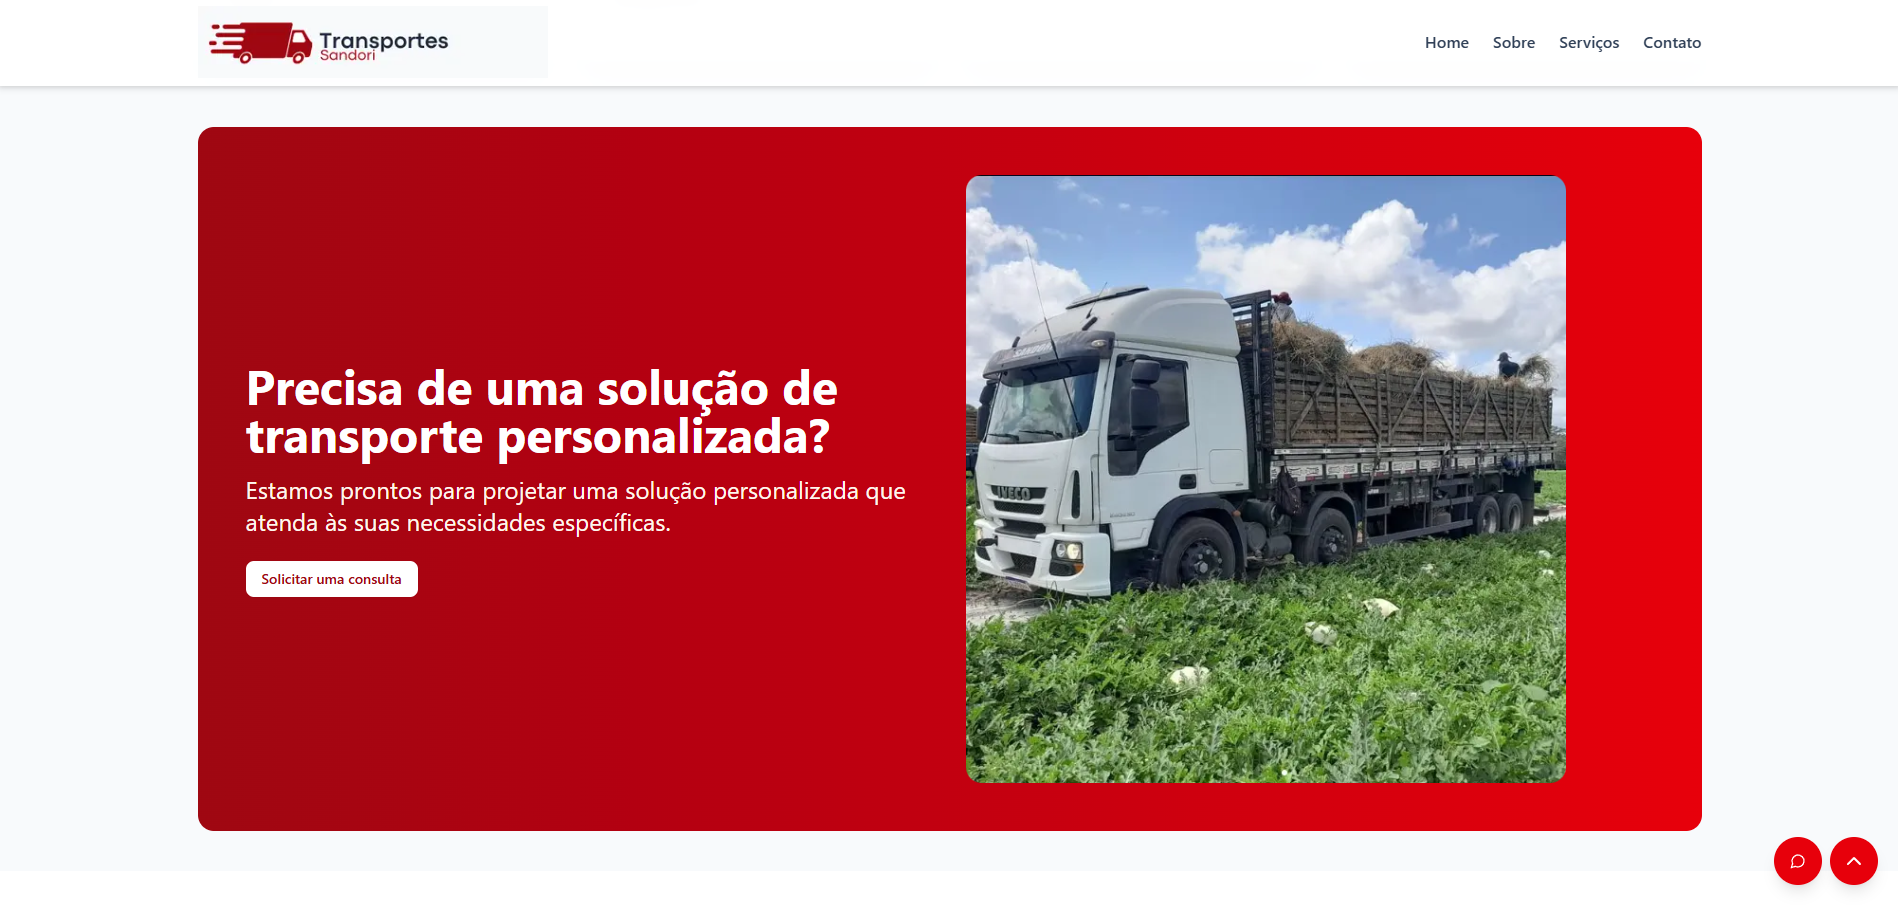 Transportes
Sandori
Home Sobre Serviços Contato
Precisa de uma solução de
transporte personalizada?
Estamos prontos para projetar uma solução personalizada que
atenda às suas necessidades específicas.
Solicitar uma consulta
IVECO